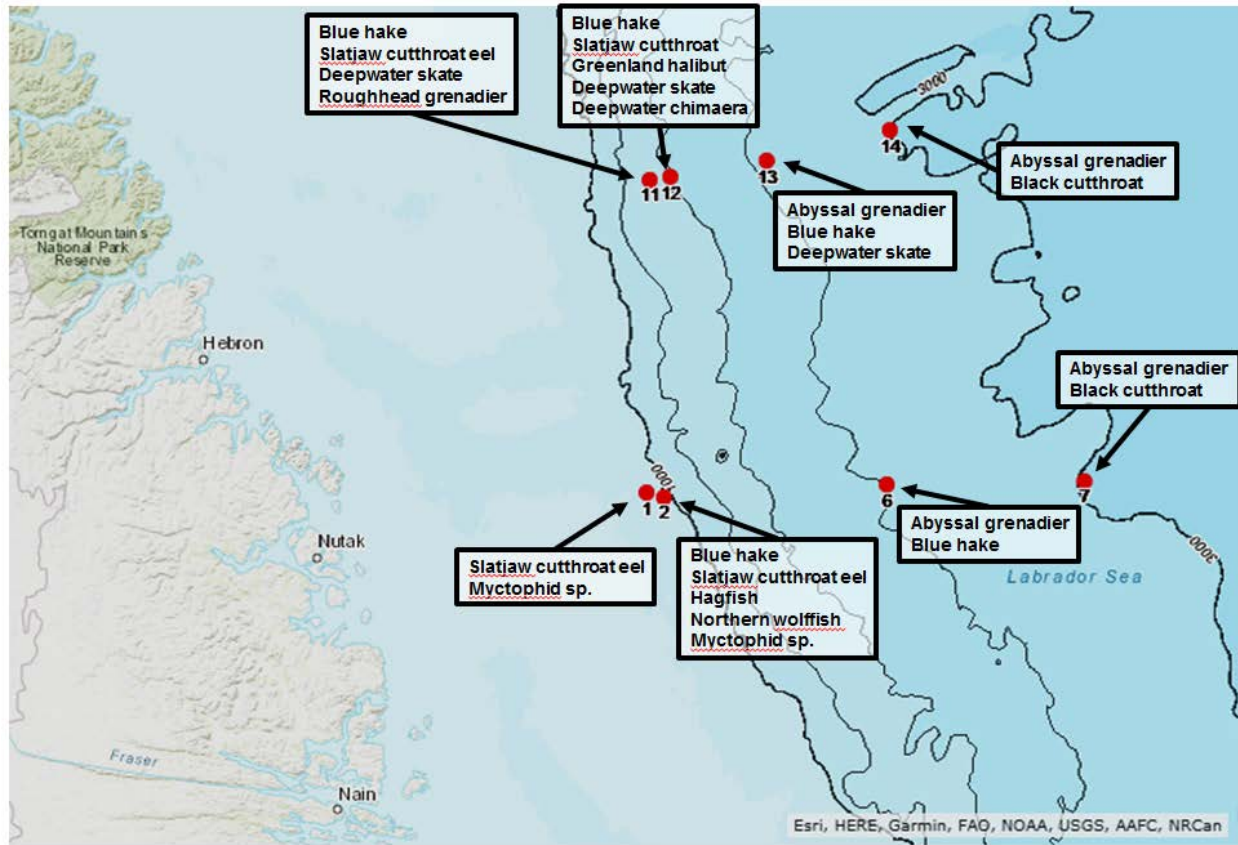 Blue hake
Slatjaw cutthroat eel
Deepwater skate
Roughhead grenadier
Blue hake
Slatjaw cutthroat
Greenland halibut
Deepwater skate
Deepwater chimaera
3000
14
Abyssal grenadier
Black cutthroat
11
12
13
Abyssal grenadier
Blue hake
Deepwater skate
Torngat Mountains
National Park
Reserve
Hebron
Abyssal grenadier
Black cutthroat
1000
1
2
6
7
Abyssal grenadier
Blue hake
3000
Nutak
Slatjaw cutthroat eel
Myctophid sp.
Blue hake
Slatjaw cutthroat eel
Hagfish
Northern wolffish
Myctophid sp.
Labrador Sea
Fraser
Nain
Esri, HERE, Garmin, FAO, NOAA, USGS, AAFC, NRCan